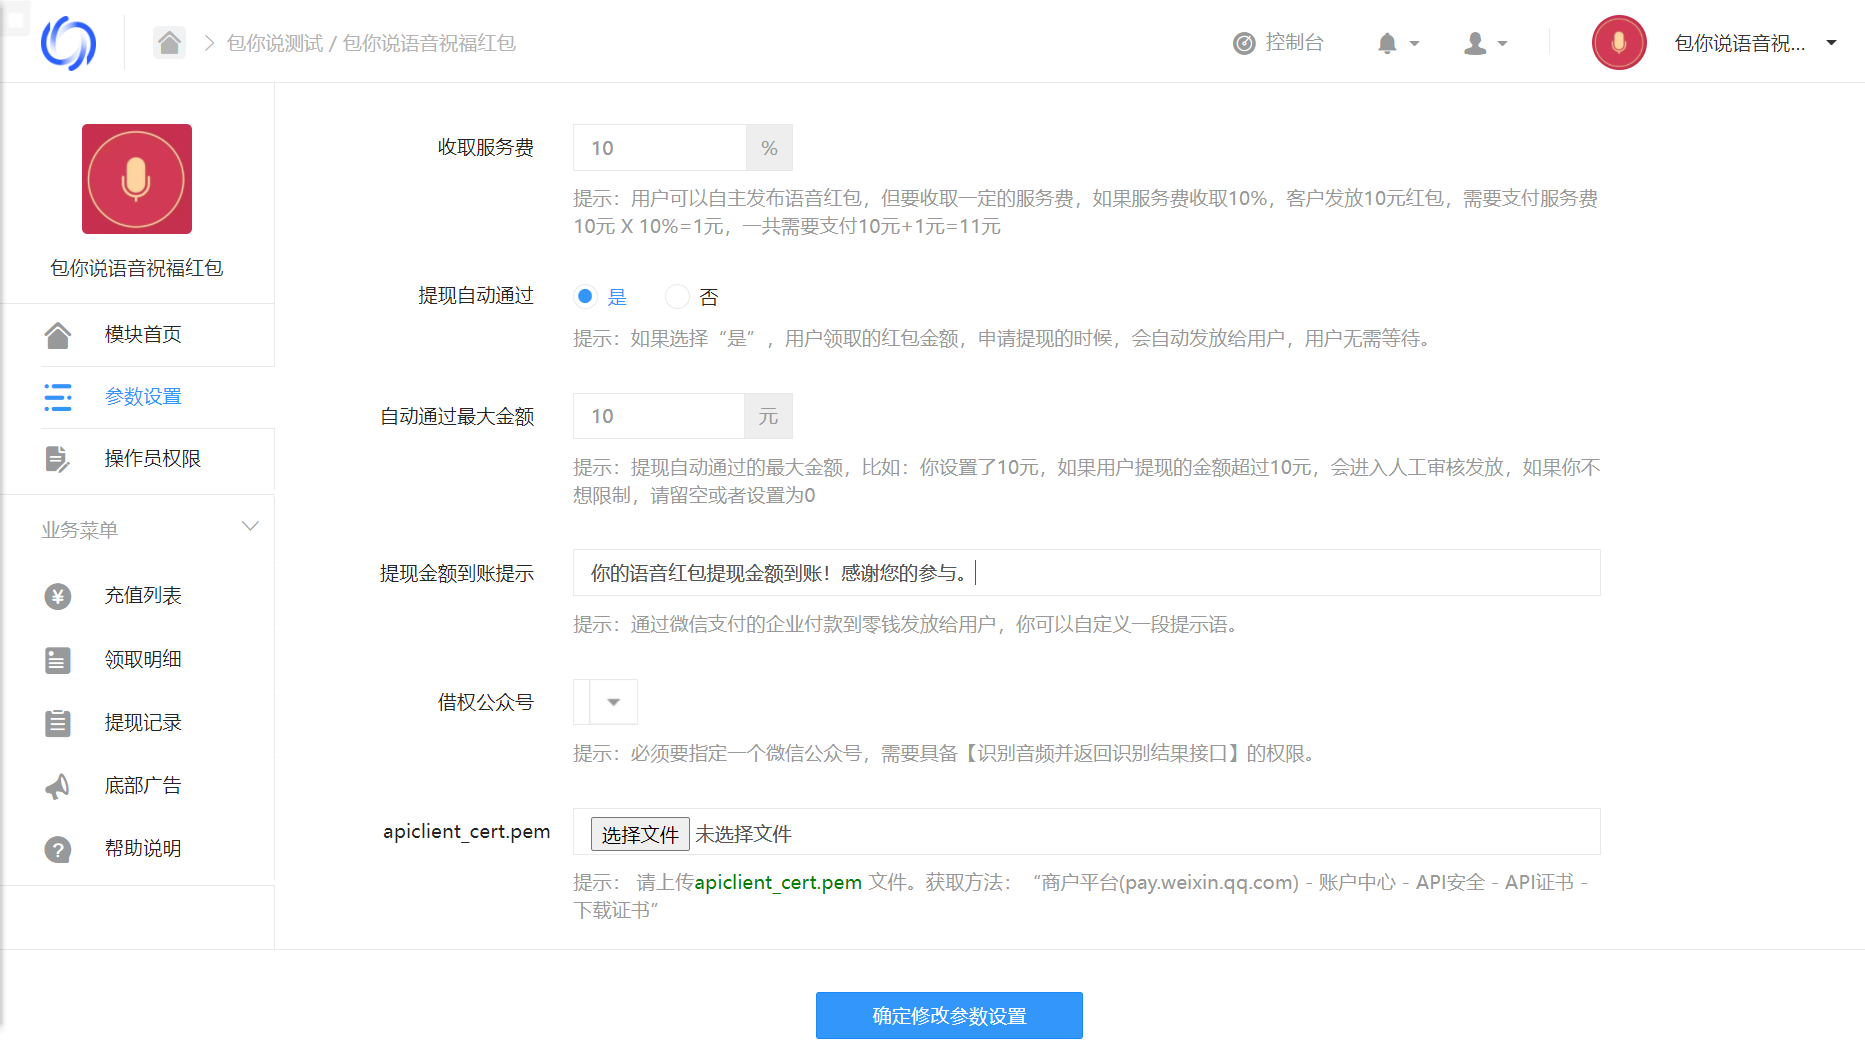 包你说测试 / 包你说语音祝福红包
控制台
包你说语音祝...
包你说语音祝福红包
模块首页
参数设置
操作员权限
业务菜单
充值列表
领取明细
提现记录
底部广告
帮助说明
收取服务费
10 %
提示：用户可以自主发布语音红包，但要收取一定的服务费，如果服务费收取10%，客户发放10元红包，需要支付服务费
10元 X 10%=1元，一共需要支付10元+1元=11元
提现自动通过
是 否
提示：如果选择“是”，用户领取的红包金额，申请提现的时候，会自动发放给用户，用户无需等待。
自动通过最大金额
10 元
提示：提现自动通过的最大金额，比如：你设置了10元，如果用户提现的金额超过10元，会进入人工审核发放，如果你不
想限制，请留空或者设置为0
提现金额到账提示
你的语音红包提现金额到账！感谢您的参与。
提示：通过微信支付的企业付款到零钱发放给用户，你可以自定义一段提示语。
借权公众号
提示：必须要指定一个微信公众号，需要具备【识别音频并返回识别结果接口】的权限。
apiclient_cert.pem
选择文件 未选择文件
提示： 请上传apiclient_cert.pem 文件。获取方法：“商户平台(pay.weixin.qq.com) - 账户中心 - API安全 - API证书 -
下载证书”
确定修改参数设置